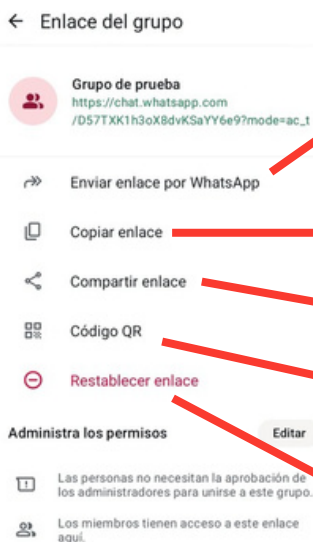 Enlace del grupo
Grupo de prueba
https://chat.whatsapp.com
/D57TXK1h3oX8dvKSaYY6e9?mode=ac_t
Enviar enlace por WhatsApp
Copiar enlace
Compartir enlace
Código QR
Restablecer enlace
Administra los permisos
Editar
Las personas no necesitan la aprobación de
los administradores para unirse a este grupo.
Los miembros tienen acceso a este enlace
aquí.